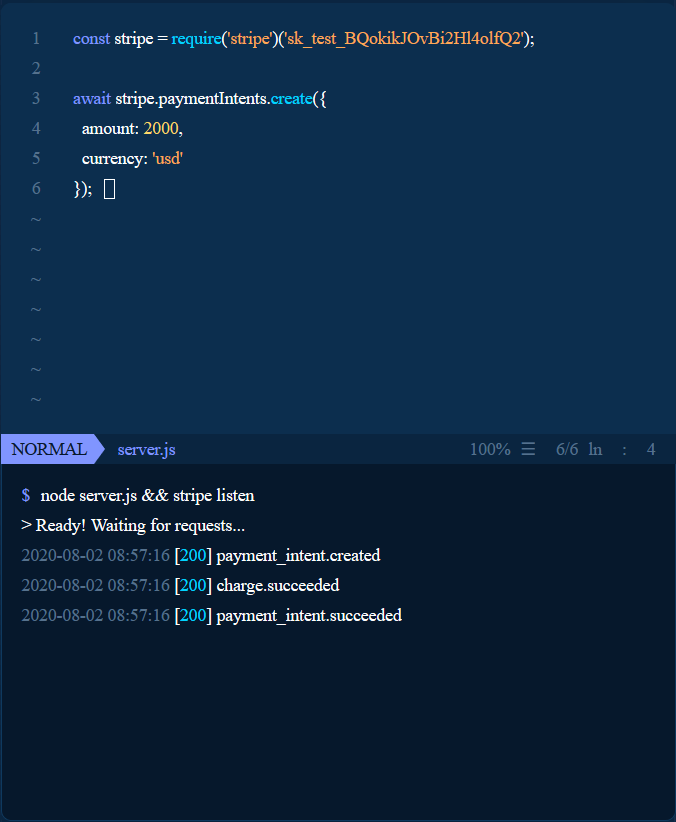 1 const stripe = require('stripe')('sk_test_BQokikJOvBi2Hl4olfQ2');
2
3 await stripe.paymentIntents.create({
4 amount: 2000,
5 currency: 'usd'
6 });
~
~
~
~
~
~
~
NORMAL server.js 100% ☰ 6/6 ln : 4
$ node server.js && stripe listen
> Ready! Waiting for requests...
2020-08-02 08:57:16 [200] payment_intent.created
2020-08-02 08:57:16 [200] charge.succeeded
2020-08-02 08:57:16 [200] payment_intent.succeeded